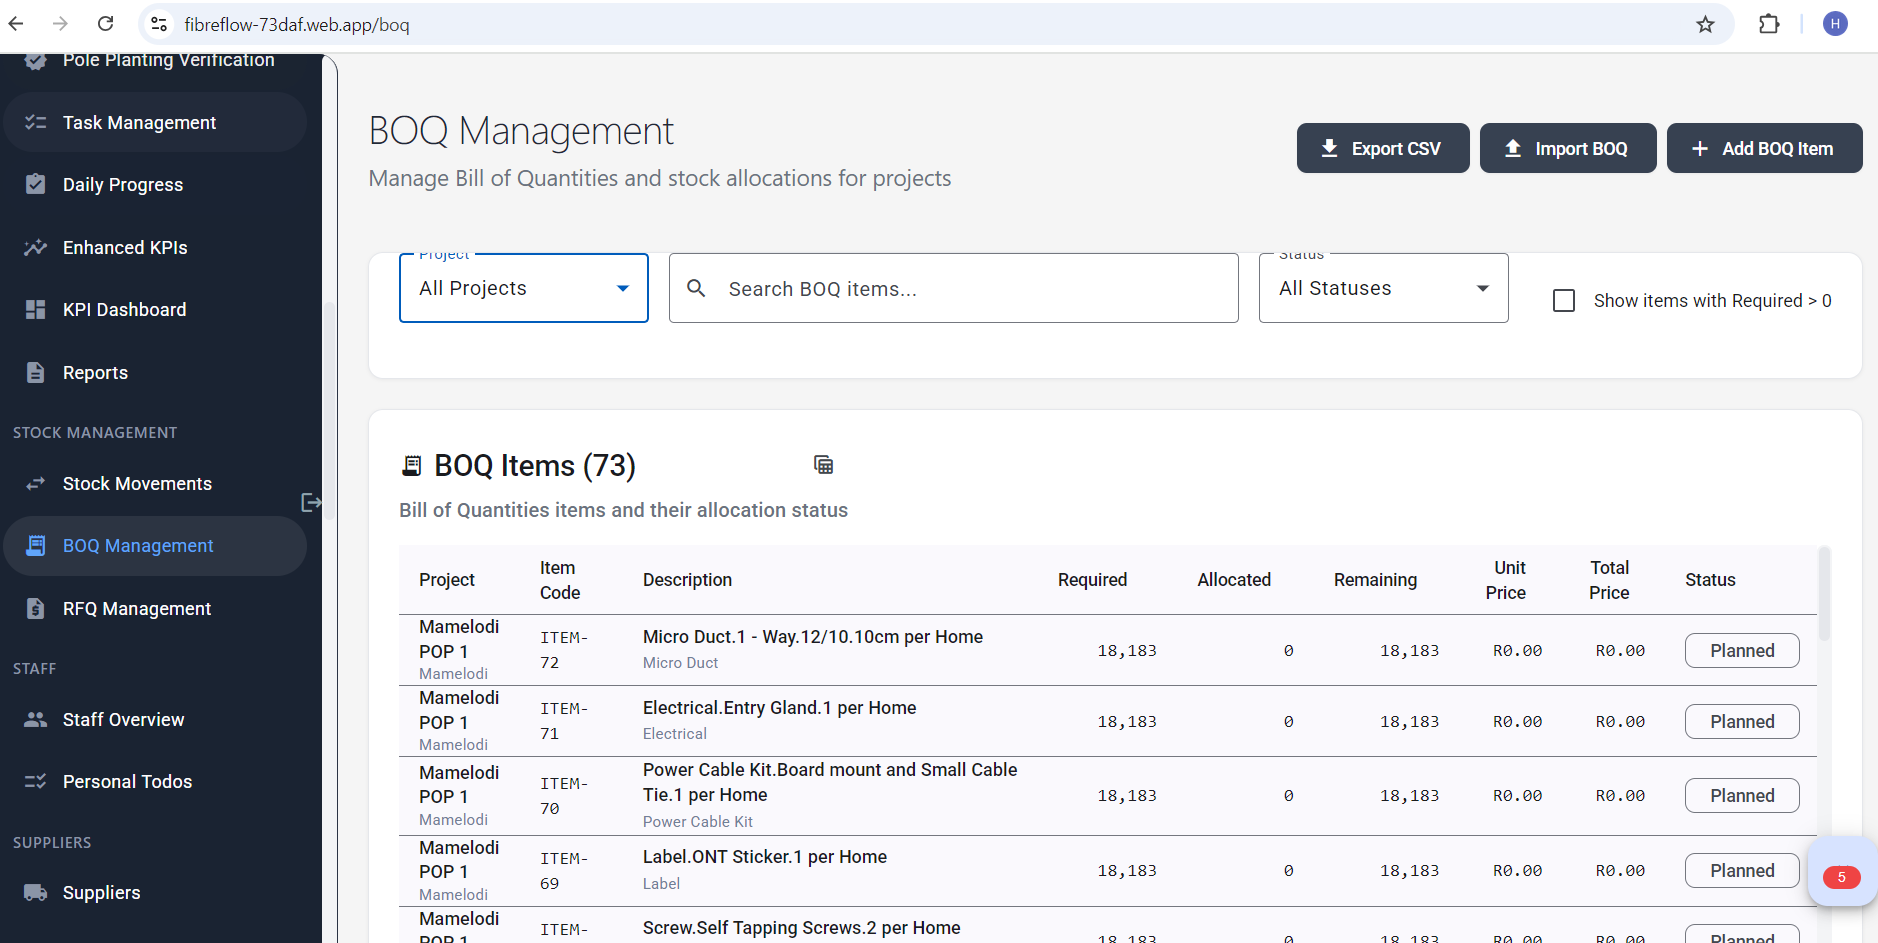 fibreflow-73daf.web.app/boq
H
Pole Planting Verification
Task Management
Daily Progress
Enhanced KPIs
KPI Dashboard
Reports
STOCK MANAGEMENT
Stock Movements
BOQ Management
RFQ Management
STAFF
Staff Overview
Personal Todos
SUPPLIERS
Suppliers
BOQ Management
Manage Bill of Quantities and stock allocations for projects
Export CSV
Import BOQ
Add BOQ Item
Project
All Projects
Search BOQ items...
Status
All Statuses
Show items with Required > 0
BOQ Items (73)
Bill of Quantities items and their allocation status
Project Item Code Description Required Allocated Remaining Unit Price Total Price Status
Mamelodi POP 1 Mamelodi ITEM-72 Micro Duct.1 - Way.12/10.10cm per Home Micro Duct 18,183 0 18,183 R0.00 R0.00 Planned
Mamelodi POP 1 Mamelodi ITEM-71 Electrical.Entry Gland.1 per Home Electrical 18,183 0 18,183 R0.00 R0.00 Planned
Mamelodi POP 1 Mamelodi ITEM-70 Power Cable Kit.Board mount and Small Cable Tie.1 per Home Power Cable Kit 18,183 0 18,183 R0.00 R0.00 Planned
Mamelodi POP 1 Mamelodi ITEM-69 Label.ONT Sticker.1 per Home Label 18,183 0 18,183 R0.00 R0.00 Planned
Mamelodi POP 1 ITEM- Screw.Self Tapping Screws.2 per Home 18,183 0 18,183 R0.00 R0.00 Planned
5